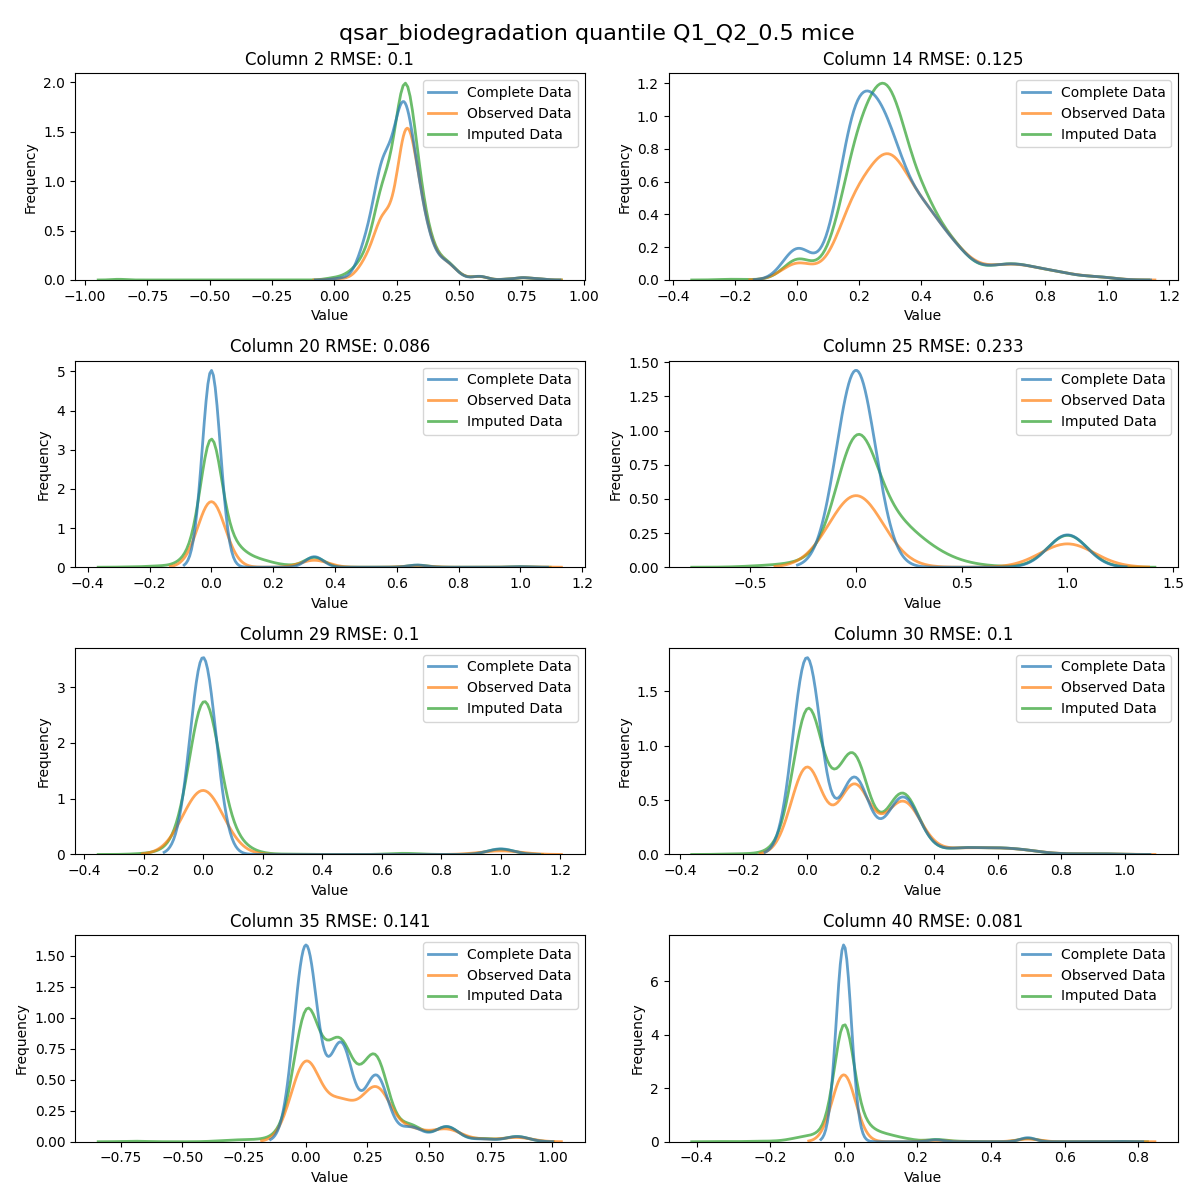 qsar_biodegradation quantile Q1_Q2_0.5 mice
Column 2 RMSE: 0.1
Frequency
2.0
1.5
1.0
0.5
0.0
Complete Data
Observed Data
Imputed Data
−1.00 −0.75 −0.50 −0.25 0.00 0.25 0.50 0.75 1.00
Value
Column 14 RMSE: 0.125
Frequency
1.2
1.0
0.8
0.6
0.4
0.2
0.0
Complete Data
Observed Data
Imputed Data
−0.4 −0.2 0.0 0.2 0.4 0.6 0.8 1.0 1.2
Value
Column 20 RMSE: 0.086
Frequency
5
4
3
2
1
0
Complete Data
Observed Data
Imputed Data
−0.4 −0.2 0.0 0.2 0.4 0.6 0.8 1.0 1.2
Value
Column 25 RMSE: 0.233
Frequency
1.50
1.25
1.00
0.75
0.50
0.25
0.00
Complete Data
Observed Data
Imputed Data
−0.5 0.0 0.5 1.0 1.5
Value
Column 29 RMSE: 0.1
Frequency
3
2
1
0
Complete Data
Observed Data
Imputed Data
−0.4 −0.2 0.0 0.2 0.4 0.6 0.8 1.0 1.2
Value
Column 30 RMSE: 0.1
Frequency
1.5
1.0
0.5
0.0
Complete Data
Observed Data
Imputed Data
−0.4 −0.2 0.0 0.2 0.4 0.6 0.8 1.0
Value
Column 35 RMSE: 0.141
Frequency
1.50
1.25
1.00
0.75
0.50
0.25
0.00
Complete Data
Observed Data
Imputed Data
−0.75 −0.50 −0.25 0.00 0.25 0.50 0.75 1.00
Value
Column 40 RMSE: 0.081
Frequency
6
4
2
0
Complete Data
Observed Data
Imputed Data
−0.4 −0.2 0.0 0.2 0.4 0.6 0.8
Value